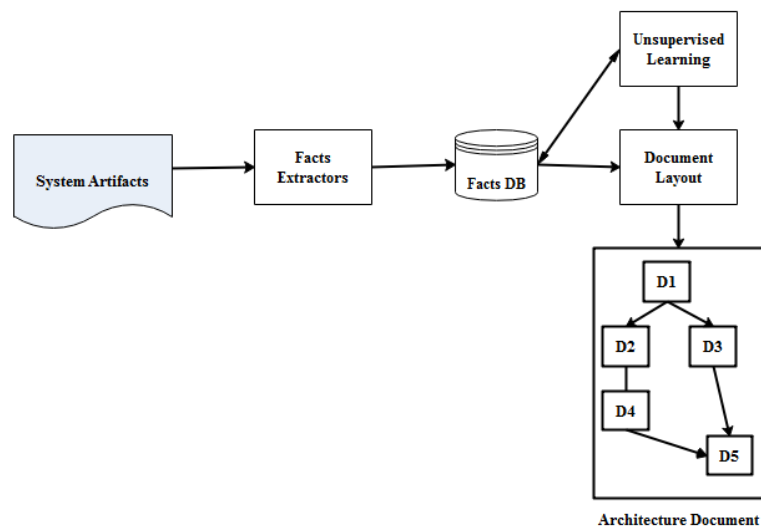 Unsupervised
Learning
System Artifacts
Facts
Extractors
Facts DB
Document
Layout
D1
D2
D3
D4
D5
Architecture Document